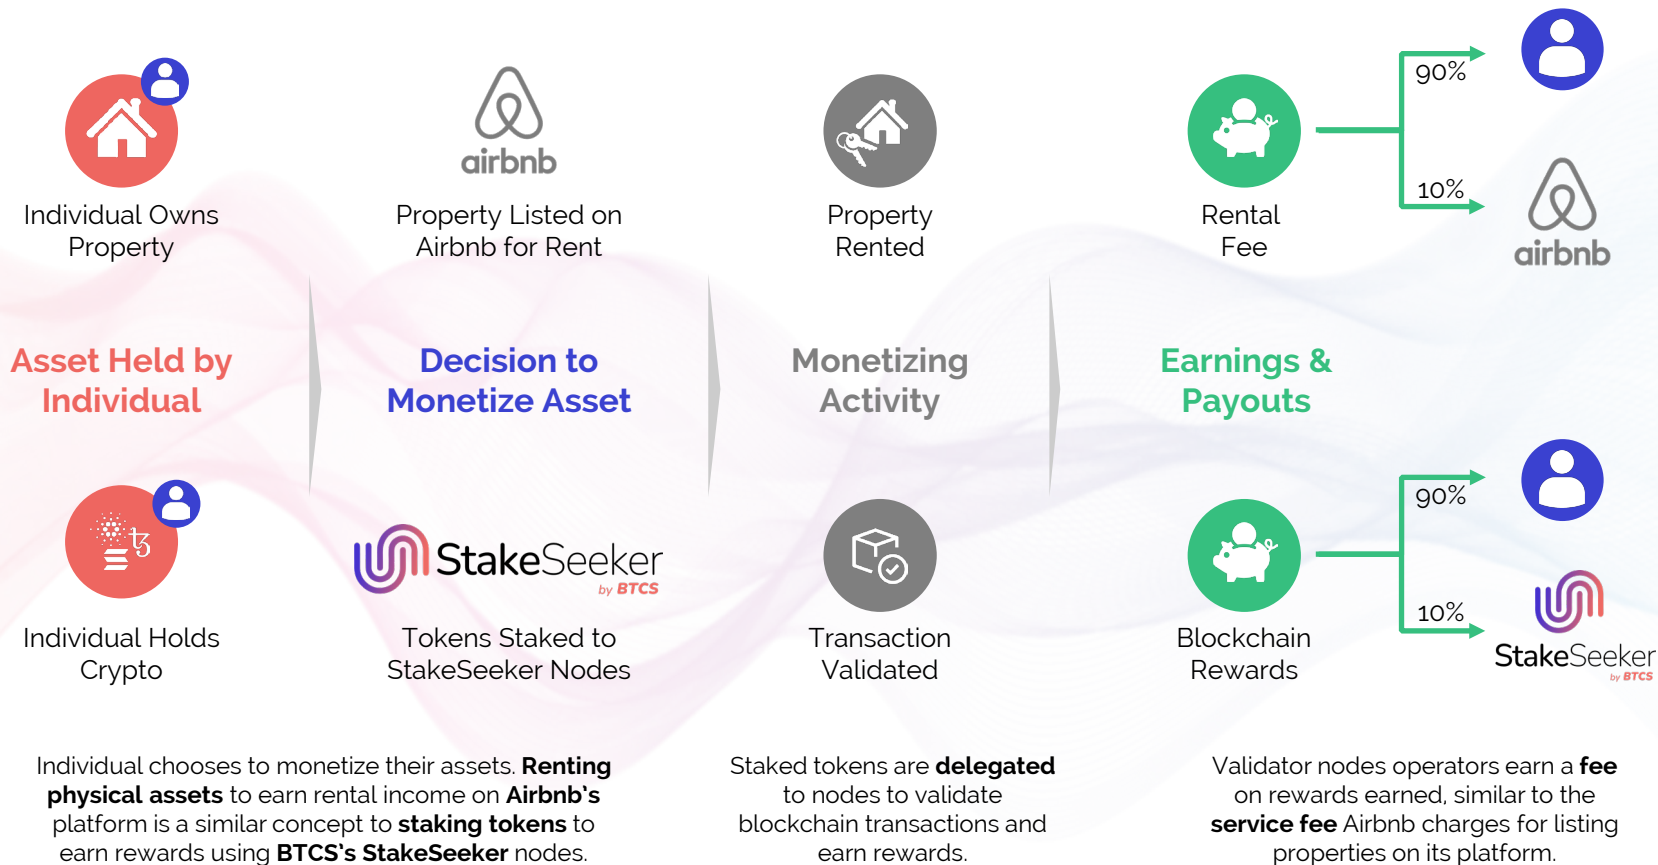 90%
airbnb
10%
airbnb
Individual Owns
Property
Property Listed on
Airbnb for Rent
Property
Rented
Rental
Fee
Asset Held by
Individual
Decision to
Monetize Asset
Monetizing
Activity
Earnings &
Payouts
90%
StakeSeeker
by BTCS
10%
StakeSeeker
by BTCS
Individual Holds
Crypto
Tokens Staked to
StakeSeeker Nodes
Transaction
Validated
Blockchain
Rewards
Individual chooses to monetize their assets. Renting
physical assets to earn rental income on Airbnb's
platform is a similar concept to staking tokens to
earn rewards using BTCS's StakeSeeker nodes.
Staked tokens are delegated
to nodes to validate
blockchain transactions and
earn rewards.
Validator nodes operators earn a fee
on rewards earned, similar to the
service fee Airbnb charges for listing
properties on its platform.